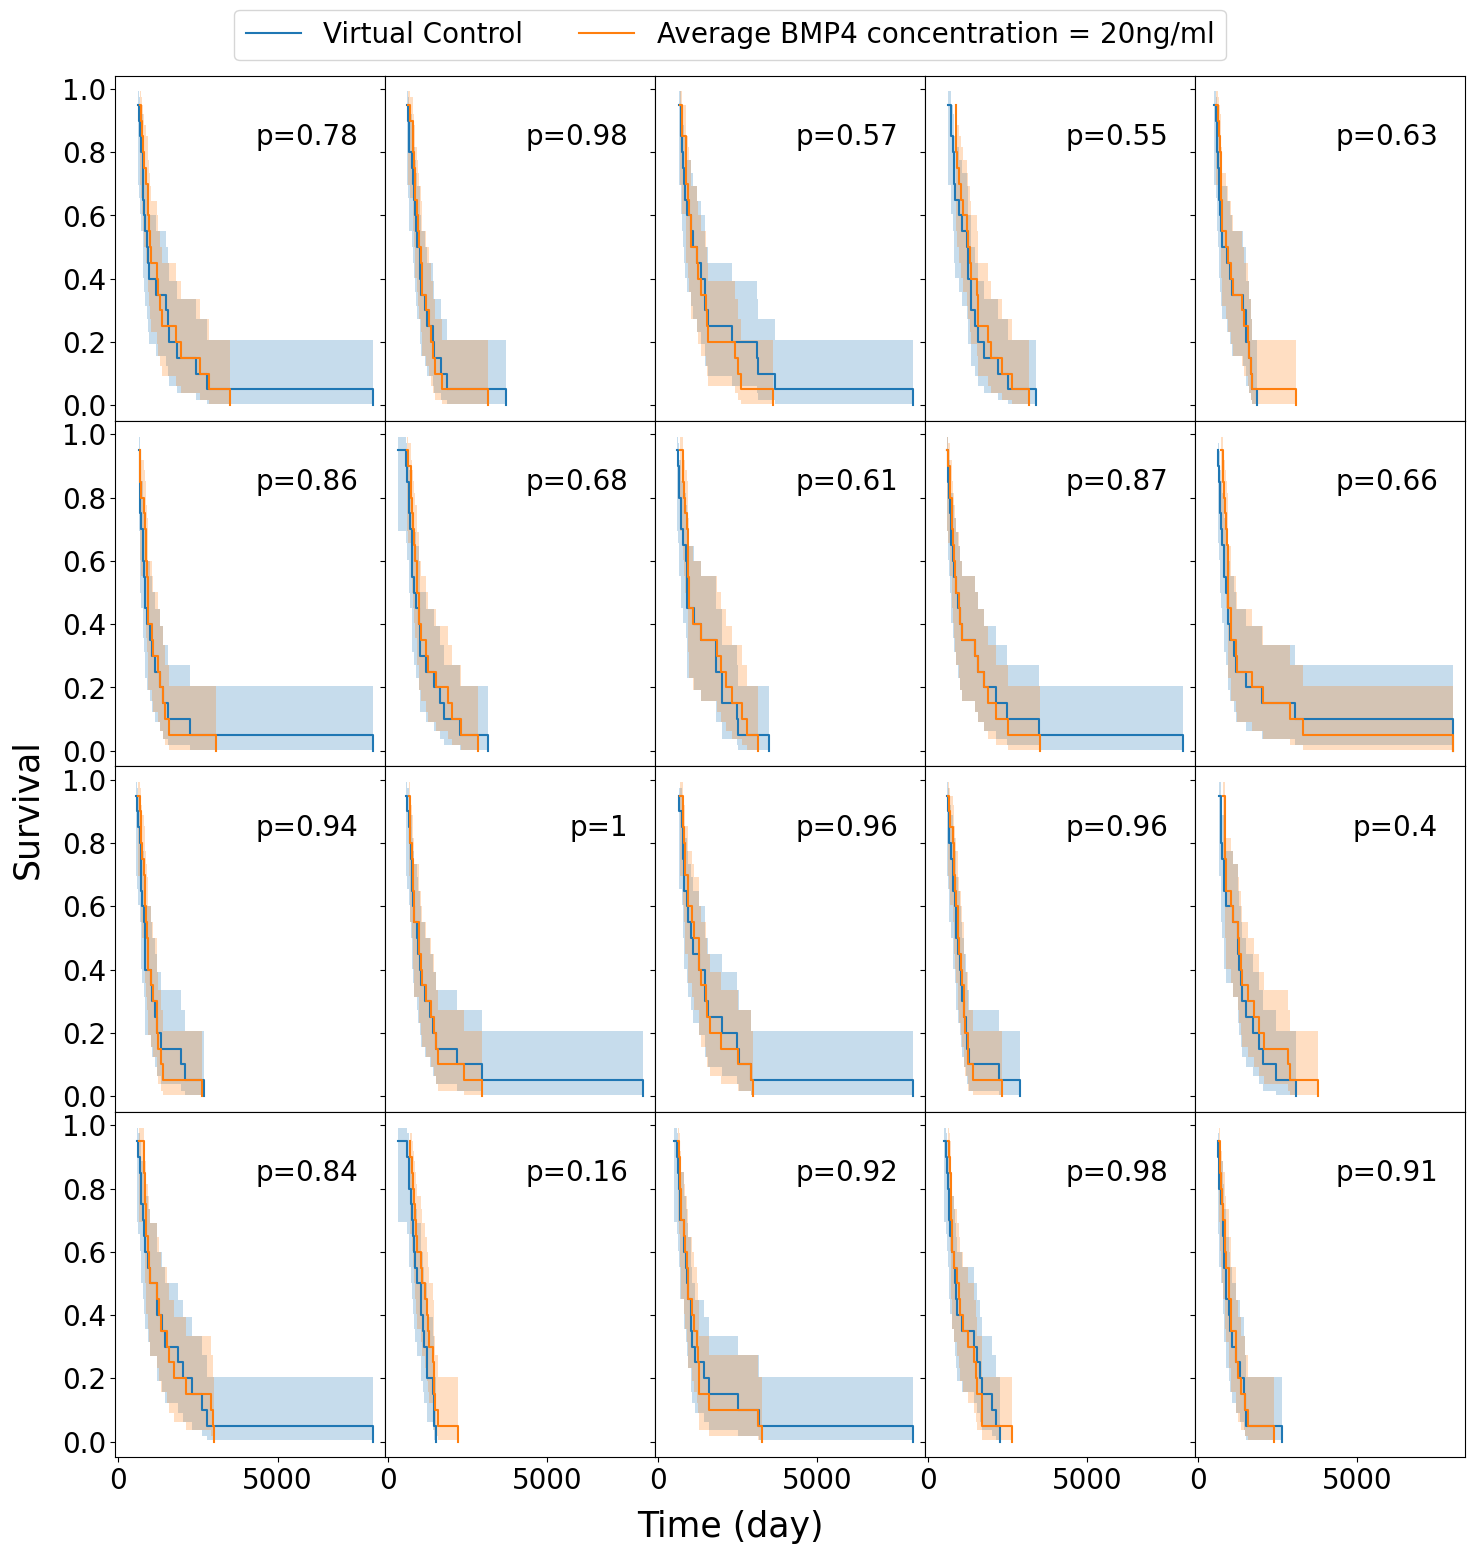 Virtual Control
Average BMP4 concentration = 20ng/ml
1.0
0.8
0.6
0.4
0.2
0.0
p=0.78
p=0.98
p=0.57
p=0.55
p=0.63
1.0
0.8
0.6
0.4
0.2
0.0
p=0.86
p=0.68
p=0.61
p=0.87
p=0.66
Survival
1.0
0.8
0.6
0.4
0.2
0.0
p=0.94
p=1
p=0.96
p=0.96
p=0.4
1.0
0.8
0.6
0.4
0.2
0.0
p=0.84
p=0.16
p=0.92
p=0.98
p=0.91
0 5000
0 5000
0 5000
0 5000
0 5000
Time (day)